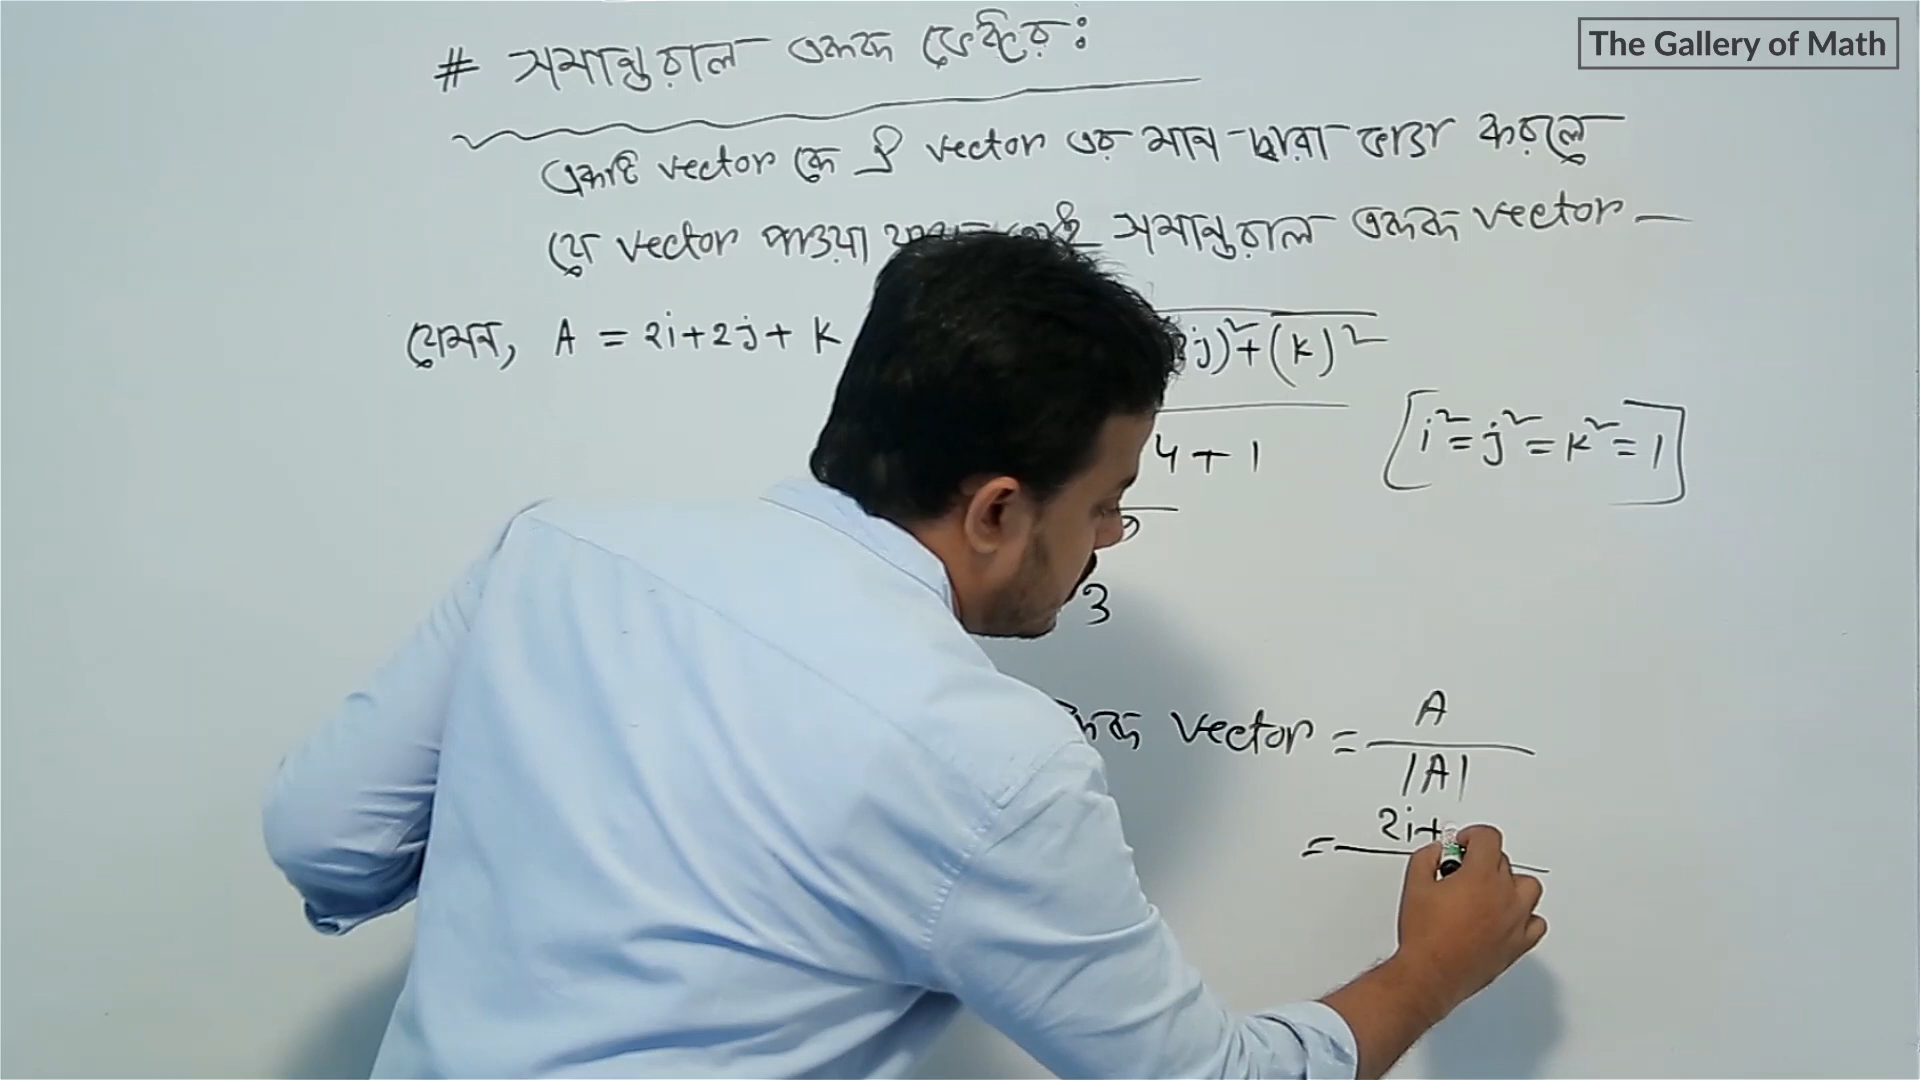 The Gallery of Math
# সমান্তরাল একক ভেক্টর:
একটি vector কে ঐ vector এর মান দ্বারা ভাগ করলে
যে vector পাওয়া সমান্তরাল একক vector —
যেমন, A = 2i+2j+ k j)²+(k)²
4 + 1 [i²=j²= k²=1]
3
vector = A
|A|
= 2i+